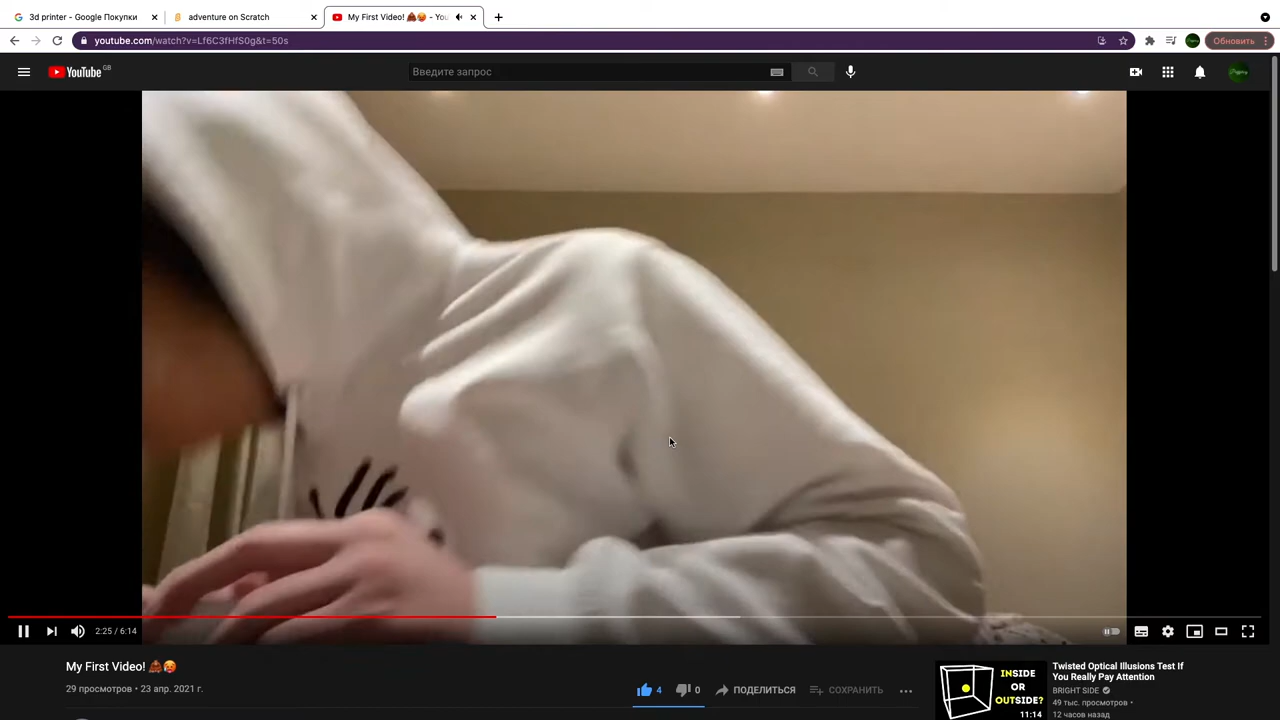 3d printer - Google Покупки
adventure on Scratch
My First Video! 💩🥵 - You
youtube.com/watch?v=Lf6C3fHfS0g&t=50s
Обновить
YouTube GB
Введите запрос
2:25 / 6:14
My First Video! 💩🥵
29 просмотров • 23 апр. 2021 г.
4
0
ПОДЕЛИТЬСЯ
СОХРАНИТЬ
INSIDE
OR
OUTSIDE?
11:14
Twisted Optical Illusions Test If
You Really Pay Attention
BRIGHT SIDE
49 тыс. просмотров •
12 часов назад